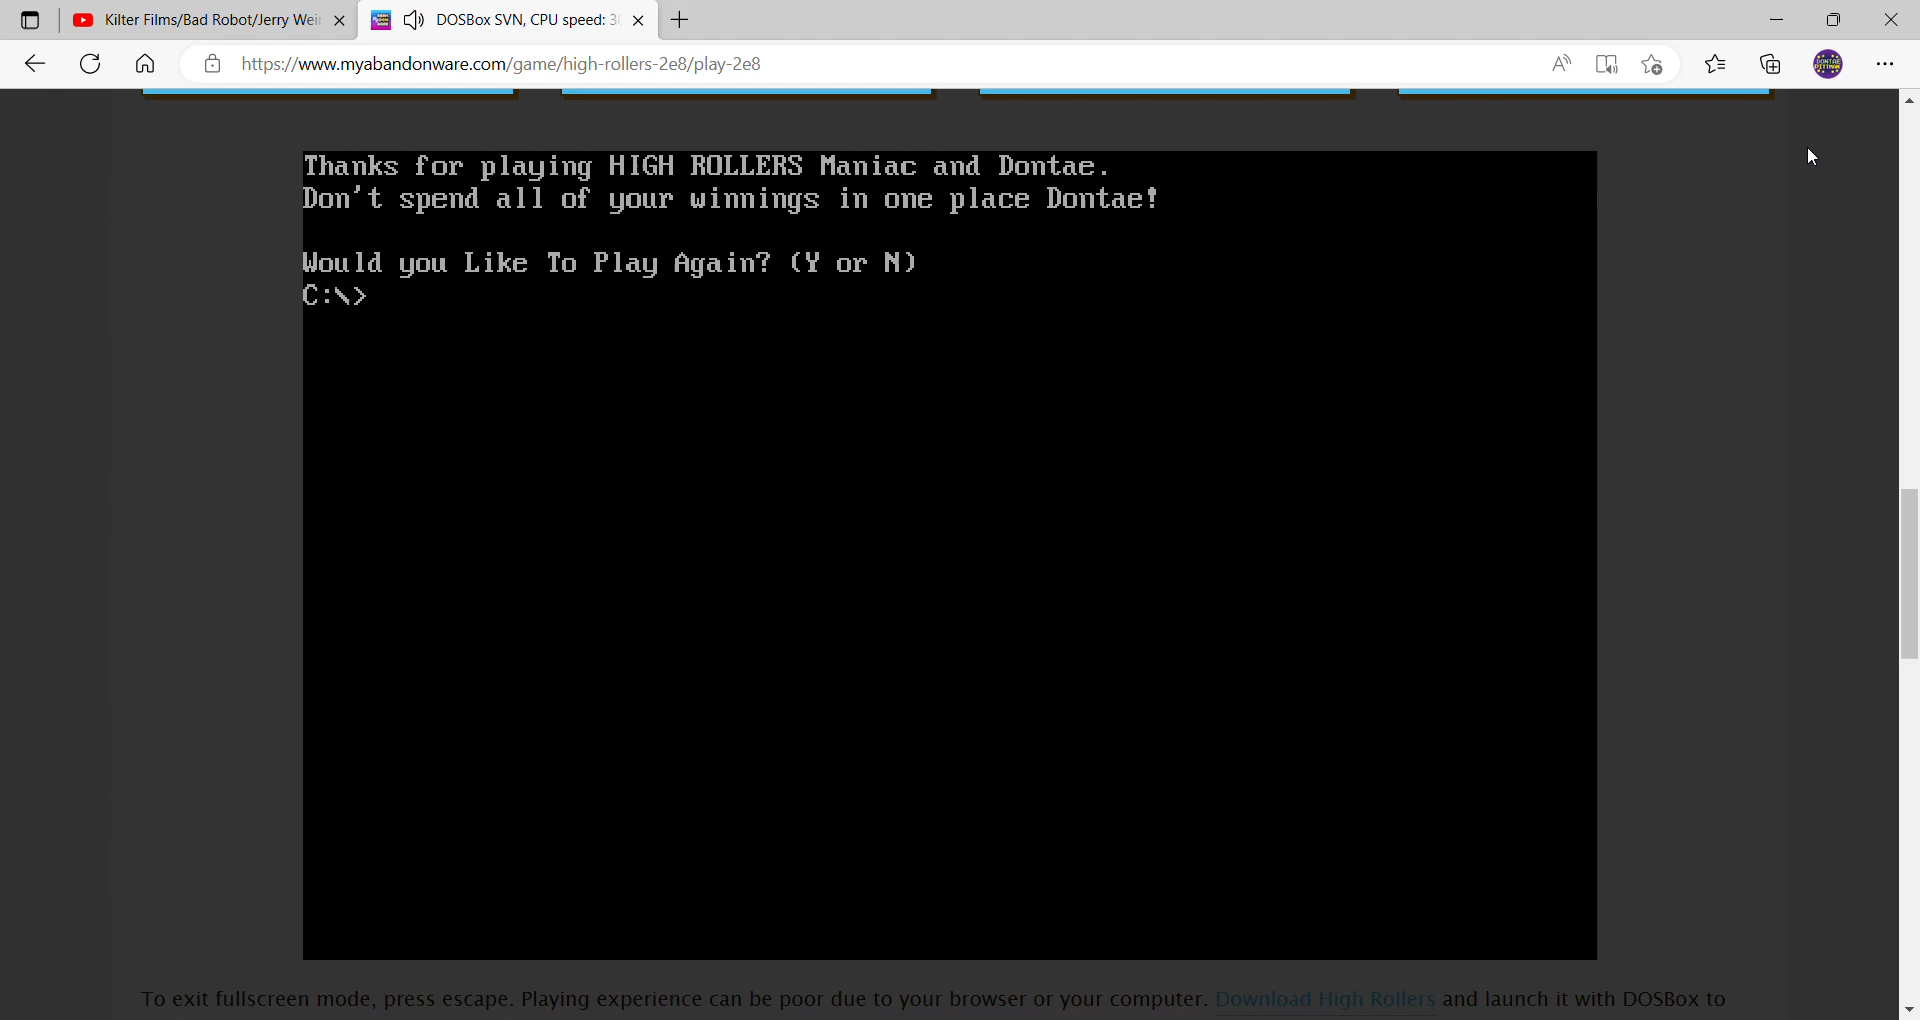 Kilter Films/Bad Robot/Jerry Wei
DOSBox SVN, CPU speed: 3
https://www.myabandonware.com/game/high-rollers-2e8/play-2e8
DONTAE
PITTMAN
Thanks for playing HIGH ROLLERS Maniac and Dontae.
Don't spend all of your winnings in one place Dontae!
Would you Like To Play Again? (Y or N)
C:\>
To exit fullscreen mode, press escape. Playing experience can be poor due to your browser or your computer. Download High Rollers and launch it with DOSBox to